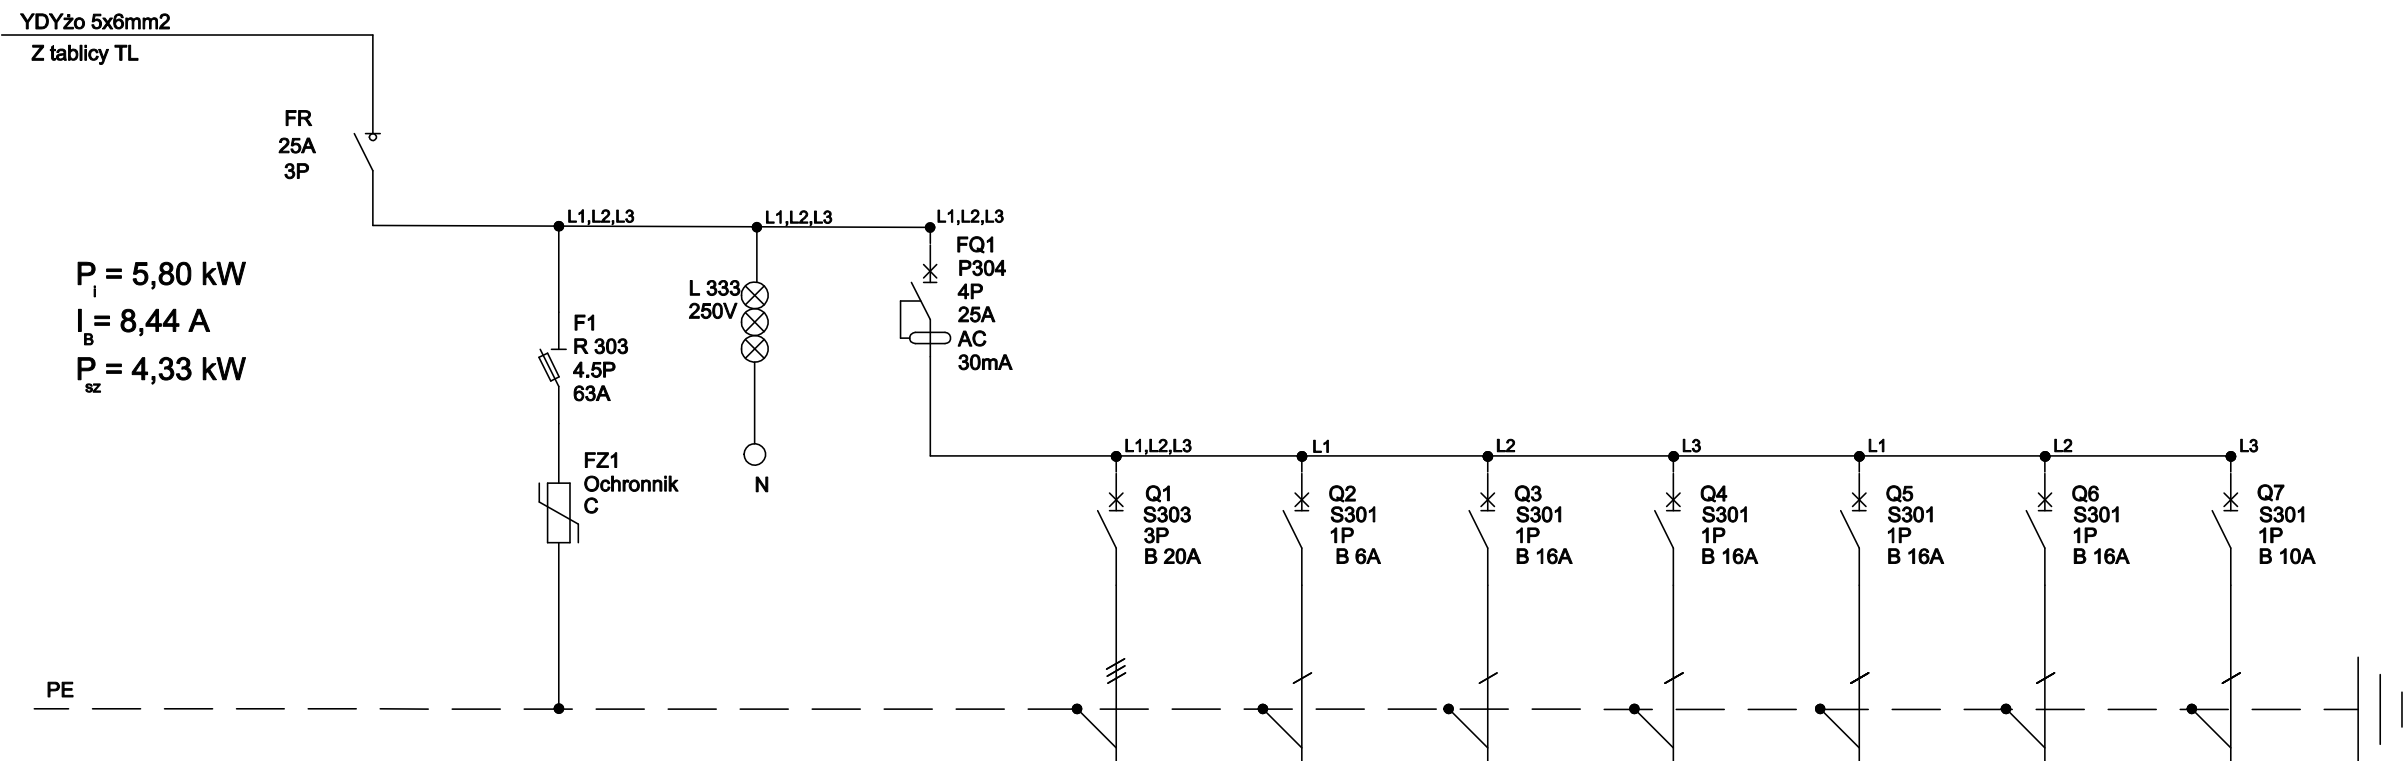 YDYżo 5x6mm2
Z tablicy TL
FR
25A
3P
L1,L2,L3
L1,L2,L3
L1,L2,L3
Pi = 5,80 kW
IB = 8,44 A
Psz = 4,33 kW
F1
R 303
4.5P
63A
FZ1
Ochronnik
C
L 333
250V
N
FQ1
P304
4P
25A
AC
30mA
L1,L2,L3
L1
L2
L3
L1
L2
L3
Q1
S303
3P
B 20A
Q2
S301
1P
B 6A
Q3
S301
1P
B 16A
Q4
S301
1P
B 16A
Q5
S301
1P
B 16A
Q6
S301
1P
B 16A
Q7
S301
1P
B 10A
PE